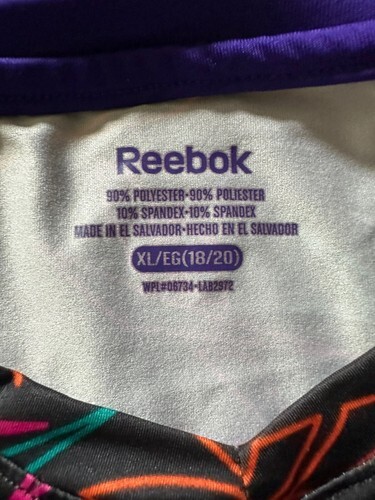 Reebok
90% POLYESTER•90% POLIESTER
10% SPANDEX•10% SPANDEX
MADE IN EL SALVADOR•HECHO EN EL SALVADOR
XL/EG(18/20)
WPL#06734•LAB2972